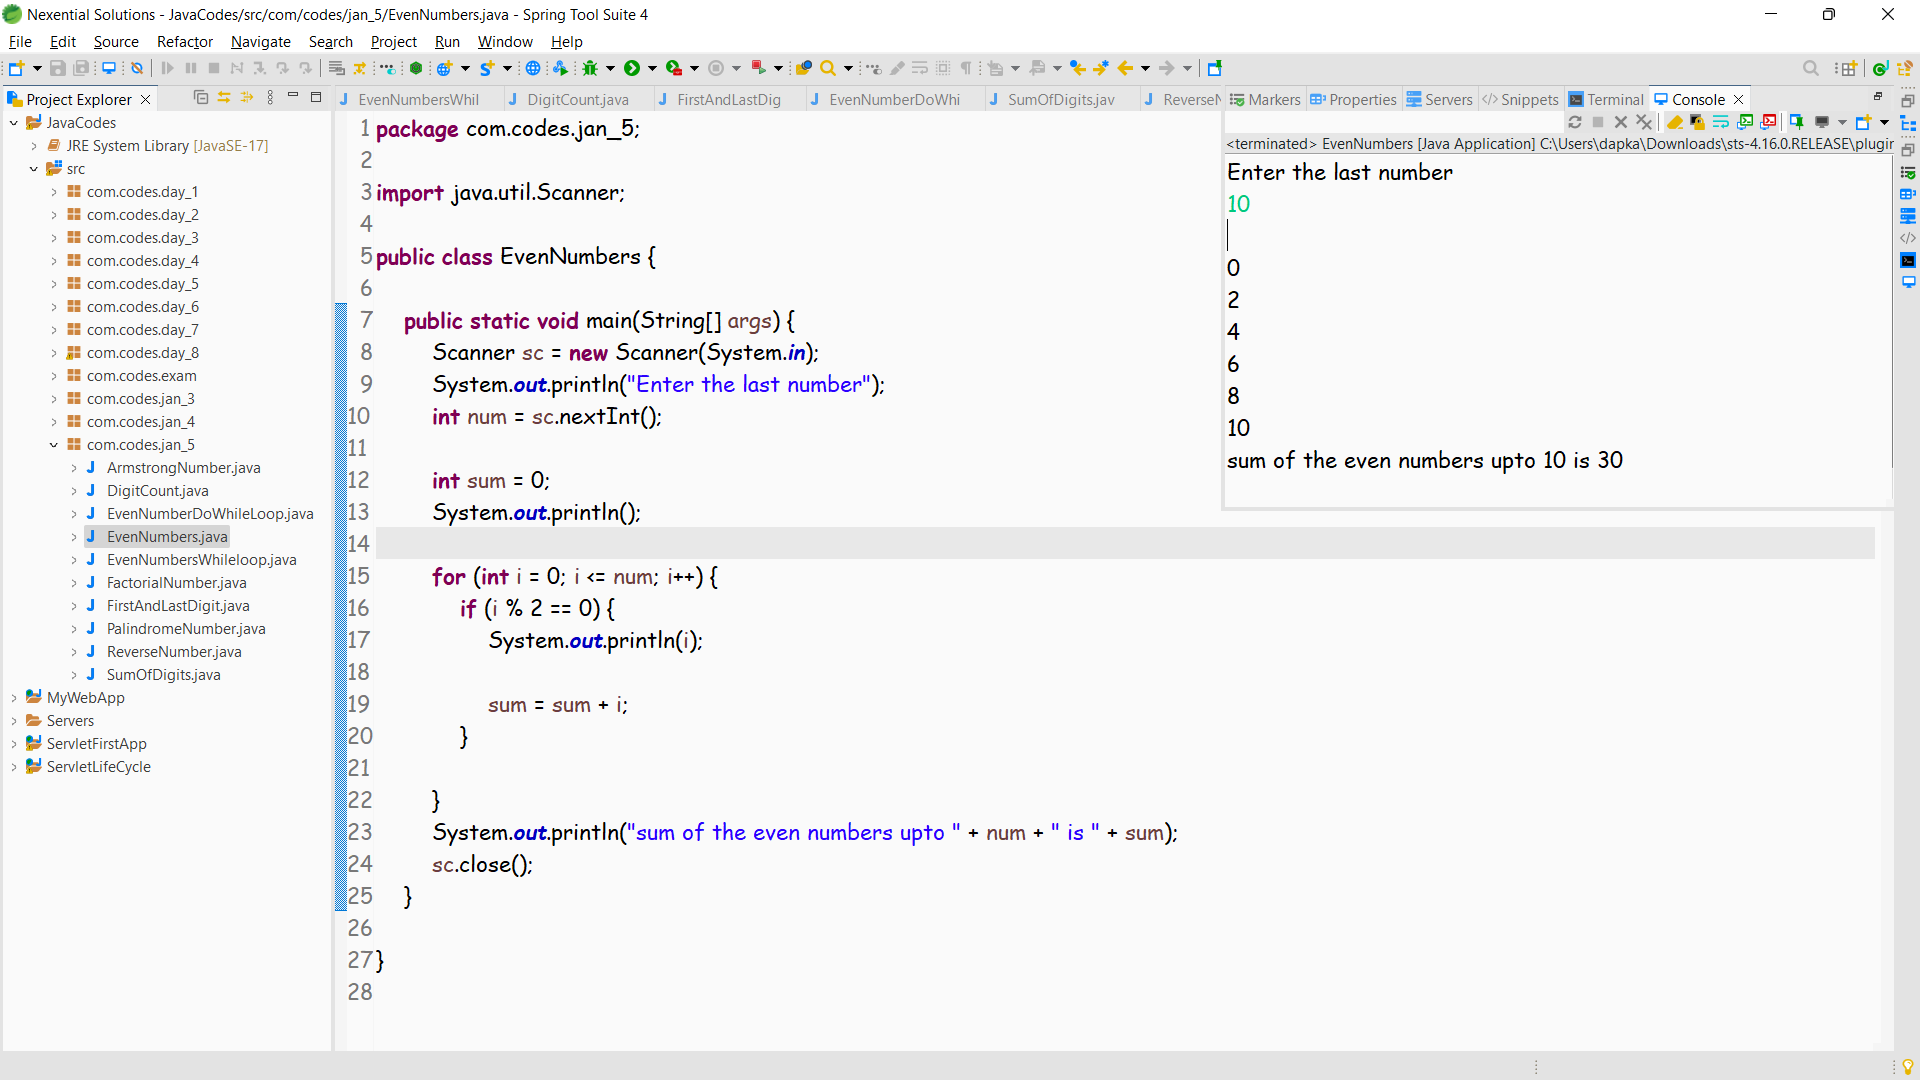 Nexential Solutions - JavaCodes/src/com/codes/jan_5/EvenNumbers.java - Spring Tool Suite 4
File Edit Source Refactor Navigate Search Project Run Window Help
Project Explorer
JavaCodes
JRE System Library [JavaSE-17]
src
com.codes.day_1
com.codes.day_2
com.codes.day_3
com.codes.day_4
com.codes.day_5
com.codes.day_6
com.codes.day_7
com.codes.day_8
com.codes.exam
com.codes.jan_3
com.codes.jan_4
com.codes.jan_5
ArmstrongNumber.java
DigitCount.java
EvenNumberDoWhileLoop.java
EvenNumbers.java
EvenNumbersWhileloop.java
FactorialNumber.java
FirstAndLastDigit.java
PalindromeNumber.java
ReverseNumber.java
SumOfDigits.java
MyWebApp
Servers
ServletFirstApp
ServletLifeCycle
EvenNumbersWhil DigitCount.java FirstAndLastDig EvenNumberDoWhi SumOfDigits.jav ReverseN
1 package com.codes.jan_5;
2
3 import java.util.Scanner;
4
5 public class EvenNumbers {
6
7 public static void main(String[] args) {
8 Scanner sc = new Scanner(System.in);
9 System.out.println("Enter the last number");
10 int num = sc.nextInt();
11
12 int sum = 0;
13 System.out.println();
14
15 for (int i = 0; i <= num; i++) {
16 if (i % 2 == 0) {
17 System.out.println(i);
18
19 sum = sum + i;
20 }
21
22 }
23 System.out.println("sum of the even numbers upto " + num + " is " + sum);
24 sc.close();
25 }
26
27 }
28
Markers Properties Servers Snippets Terminal Console
<terminated> EvenNumbers [Java Application] C:\Users\dapka\Downloads\sts-4.16.0.RELEASE\plugin
Enter the last number
10
0
2
4
6
8
10
sum of the even numbers upto 10 is 30